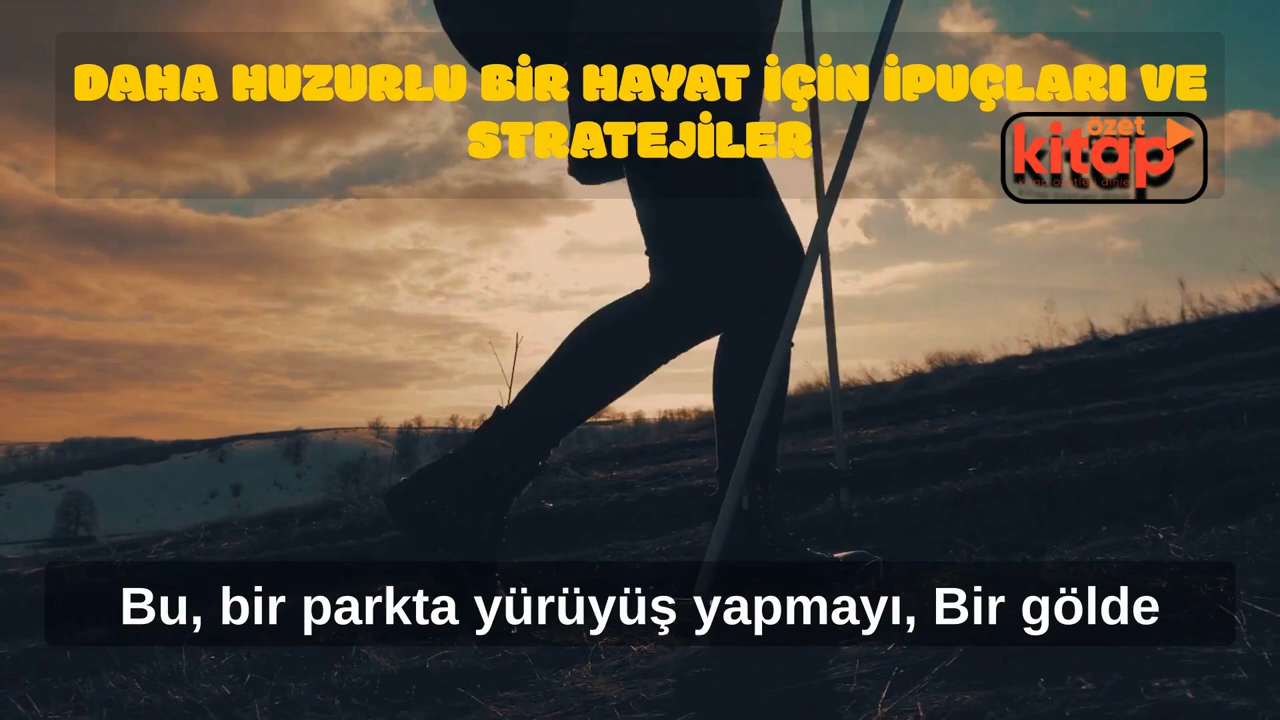 DAHA HUZURLU BİR HAYAT İÇİN İPUÇLARI VE
STRATEJİLER
özet
kitap
Bu, bir parkta yürüyüş yapmayı, Bir gölde